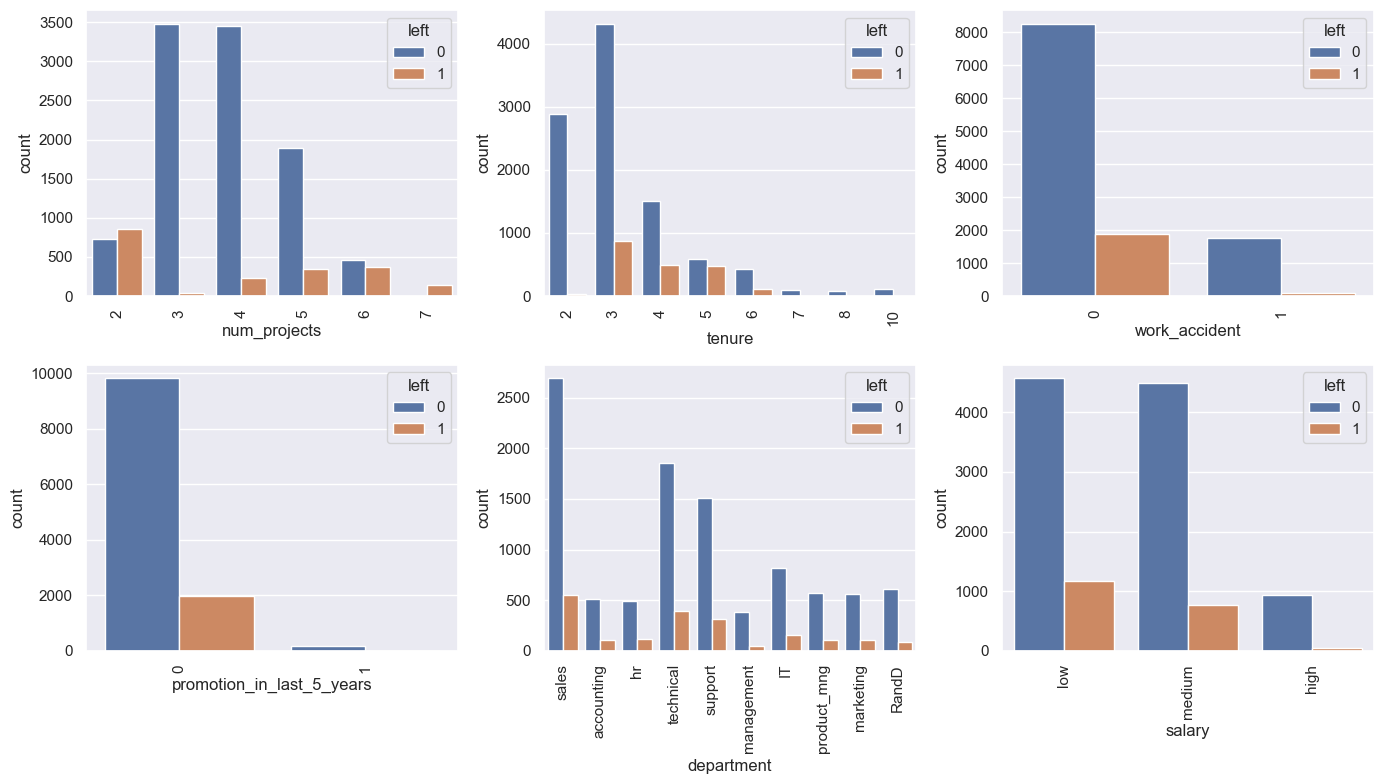 3500
3000
2500
2000
1500
1000
500
0
count
2 3 4 5 6 7
num_projects
left
0
1
4000
3000
2000
1000
0
count
2 3 4 5 6 7 8 10
tenure
left
0
1
8000
7000
6000
5000
4000
3000
2000
1000
0
count
0 1
work_accident
left
0
1
10000
8000
6000
4000
2000
0
count
0 1
promotion_in_last_5_years
left
0
1
2500
2000
1500
1000
500
0
count
sales
accounting
hr
technical
support
management
IT
product_mng
marketing
RandD
department
left
0
1
4000
3000
2000
1000
0
count
low
medium
high
salary
left
0
1